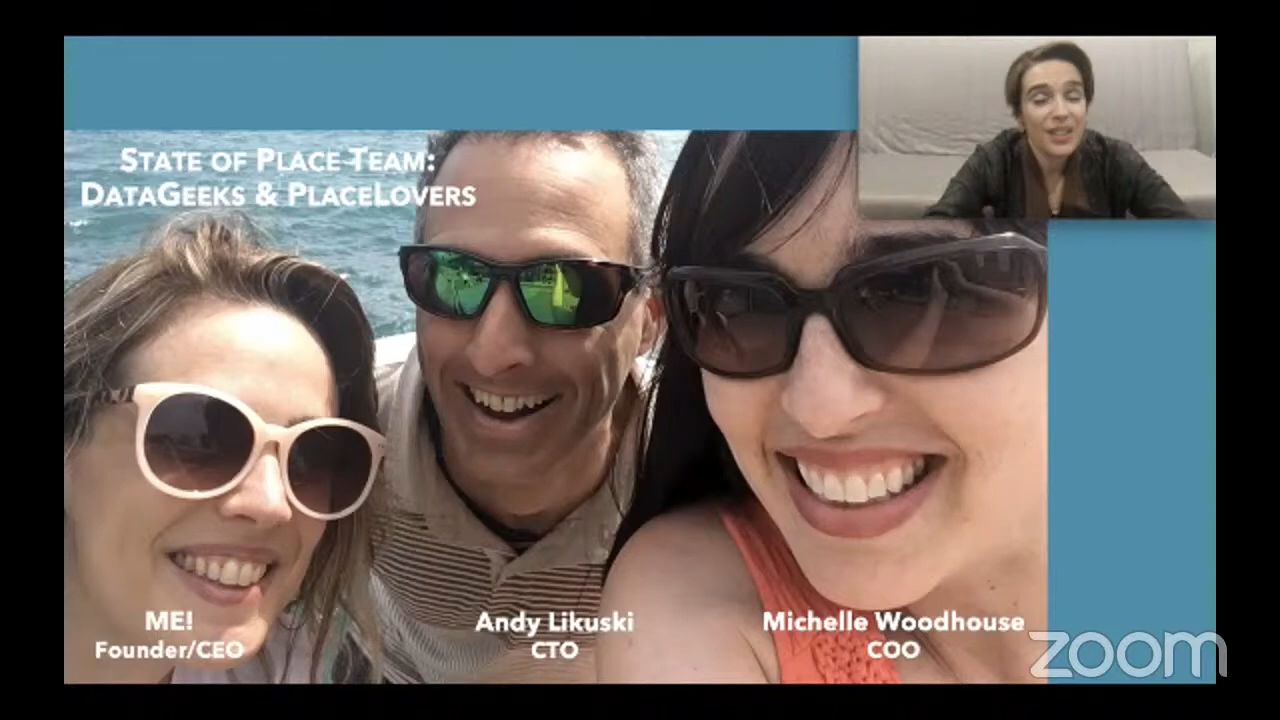 STATE OF PLACE TEAM:
DATAGEEKS & PLACELOVERS
ME!
Founder/CEO
Andy Likuski
CTO
Michelle Woodhouse
COO
zoom